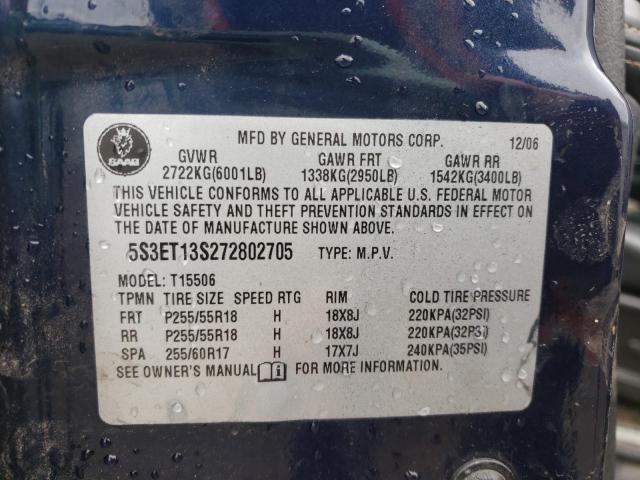 SAAB
MFD BY GENERAL MOTORS CORP. 12/06
GVWR GAWR FRT GAWR RR
2722KG(6001LB) 1338KG(2950LB) 1542KG(3400LB)
THIS VEHICLE CONFORMS TO ALL APPLICABLE U.S. FEDERAL MOTOR
VEHICLE SAFETY AND THEFT PREVENTION STANDARDS IN EFFECT ON
THE DATE OF MANUFACTURE SHOWN ABOVE.
5S3ET13S272802705 TYPE: M.P.V.
MODEL: T15506
TPMN TIRE SIZE SPEED RTG RIM COLD TIRE PRESSURE
FRT P255/55R18 H 18X8J 220KPA(32PSI)
RR P255/55R18 H 18X8J 220KPA(32PSI)
SPA 255/60R17 H 17X7J 240KPA(35PSI)
SEE OWNER'S MANUAL i FOR MORE INFORMATION.